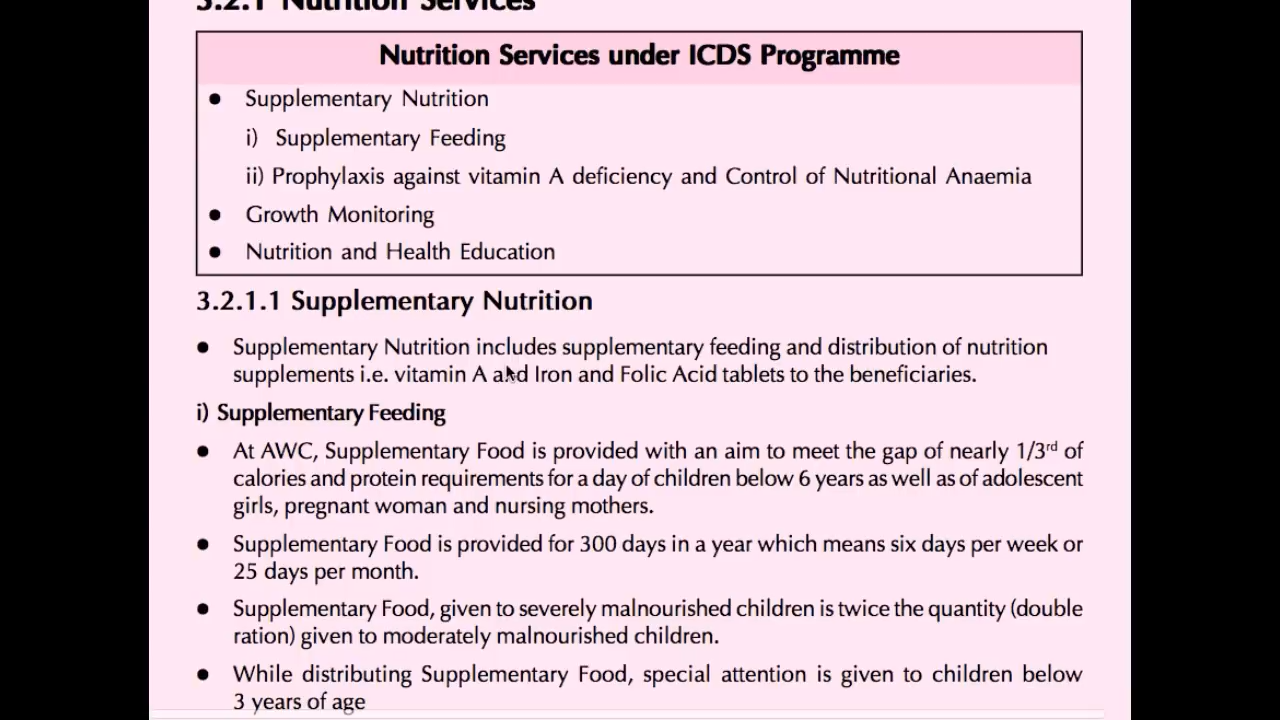 3.2.1 Nutrition Services
Nutrition Services under ICDS Programme
● Supplementary Nutrition
i) Supplementary Feeding
ii) Prophylaxis against vitamin A deficiency and Control of Nutritional Anaemia
● Growth Monitoring
● Nutrition and Health Education
3.2.1.1 Supplementary Nutrition
● Supplementary Nutrition includes supplementary feeding and distribution of nutrition
supplements i.e. vitamin A and Iron and Folic Acid tablets to the beneficiaries.
i) Supplementary Feeding
● At AWC, Supplementary Food is provided with an aim to meet the gap of nearly 1/3rd of
calories and protein requirements for a day of children below 6 years as well as of adolescent
girls, pregnant woman and nursing mothers.
● Supplementary Food is provided for 300 days in a year which means six days per week or
25 days per month.
● Supplementary Food, given to severely malnourished children is twice the quantity (double
ration) given to moderately malnourished children.
● While distributing Supplementary Food, special attention is given to children below
3 years of age